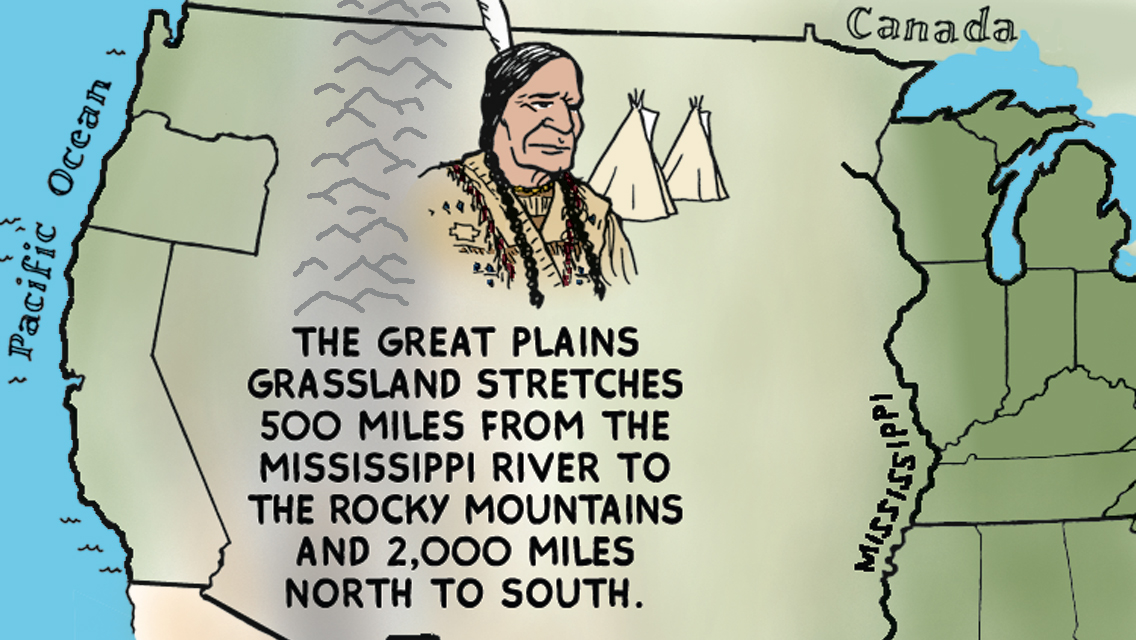 Canada
Pacific Ocean
THE GREAT PLAINS
GRASSLAND STRETCHES
500 MILES FROM THE
MISSISSIPPI RIVER TO
THE ROCKY MOUNTAINS
AND 2,000 MILES
NORTH TO SOUTH.
MISSISSIPPI